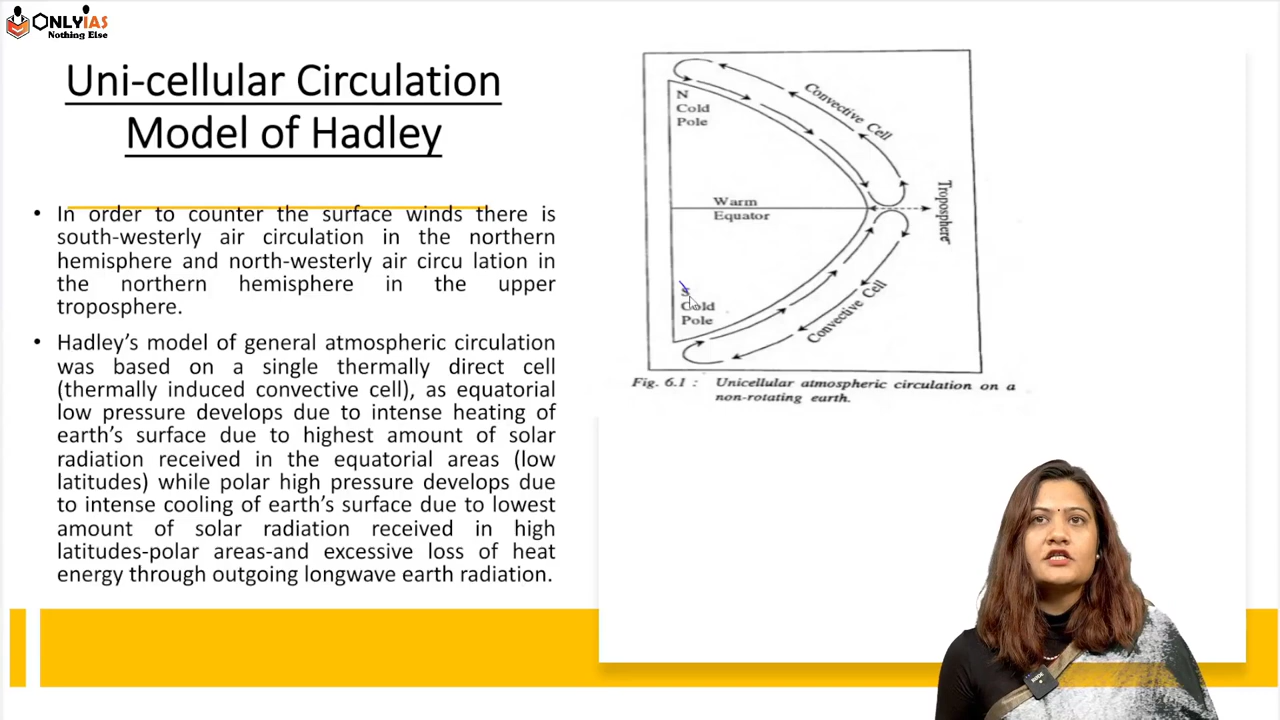 ONLYIAS
Nothing Else
Uni-cellular Circulation
Model of Hadley
• In order to counter the surface winds there is
south-westerly air circulation in the northern
hemisphere and north-westerly air circu lation in
the northern hemisphere in the upper
troposphere.
• Hadley's model of general atmospheric circulation
was based on a single thermally direct cell
(thermally induced convective cell), as equatorial
low pressure develops due to intense heating of
earth's surface due to highest amount of solar
radiation received in the equatorial areas (low
latitudes) while polar high pressure develops due
to intense cooling of earth's surface due to lowest
amount of solar radiation received in high
latitudes-polar areas-and excessive loss of heat
energy through outgoing longwave earth radiation.
N
Cold
Pole
Convective Cell
Warm
Equator
Troposphere
S
Cold
Pole
Convective Cell
Fig. 6.1 : Unicellular atmospheric circulation on a
non-rotating earth.